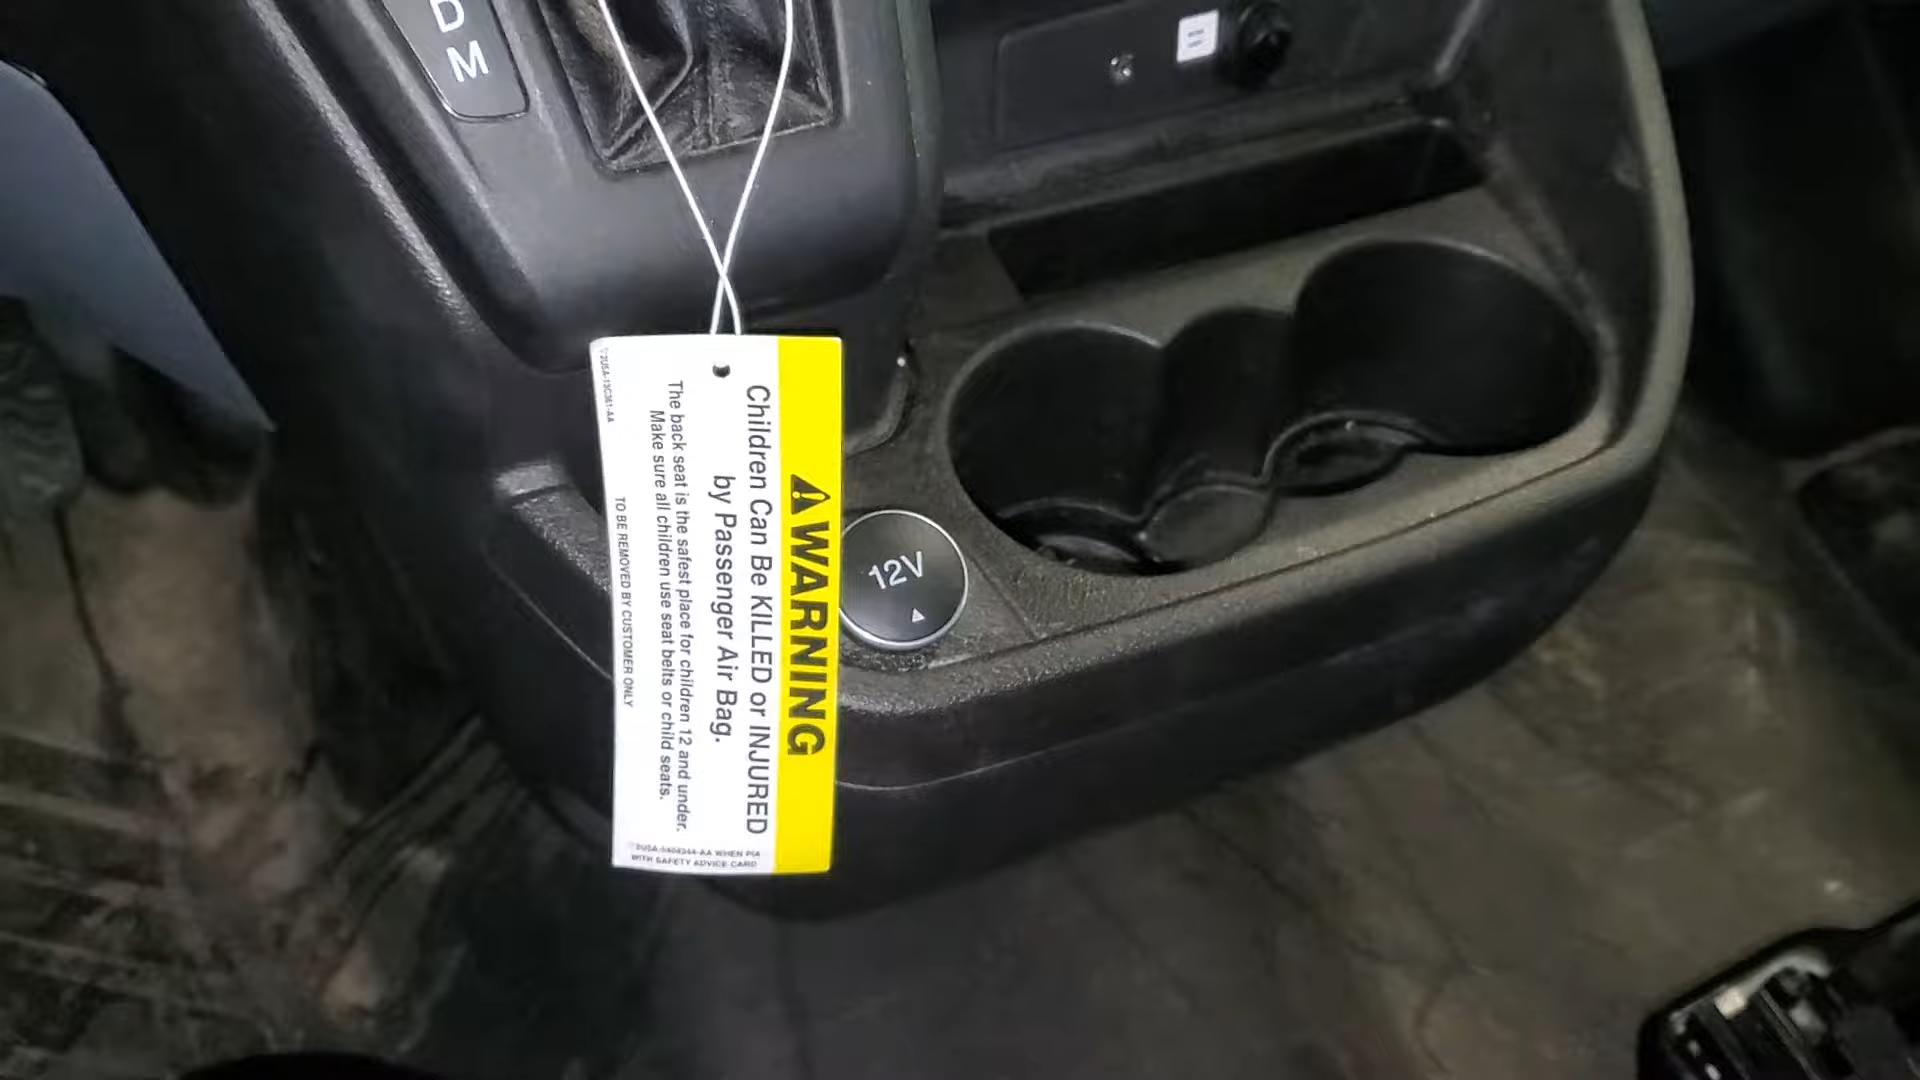 D
M
⚠WARNING
Children Can Be KILLED or INJURED
by Passenger Air Bag.
The back seat is the safest place for children 12 and under.
Make sure all children use seat belts or child seats.
TO BE REMOVED BY CUSTOMER ONLY
WHEN PIA
WITH SAFETY ADVICE CARD
12V